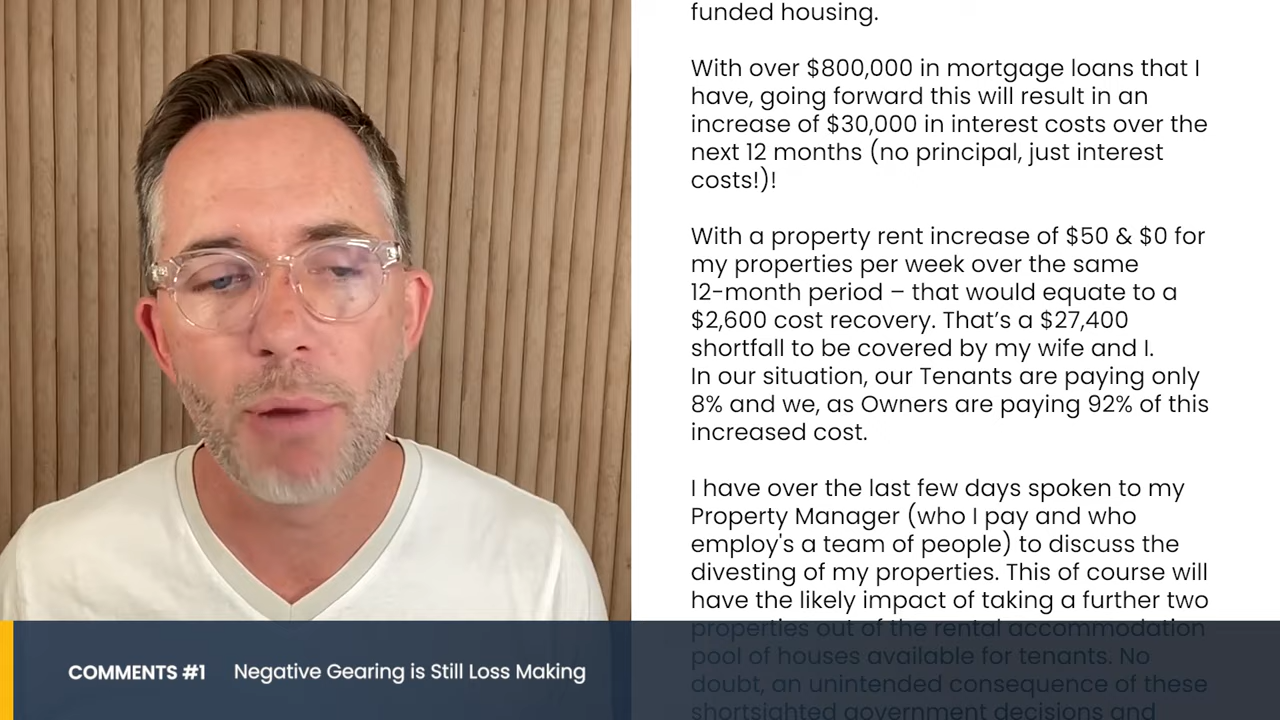 funded housing.
With over $800,000 in mortgage loans that I
have, going forward this will result in an
increase of $30,000 in interest costs over the
next 12 months (no principal, just interest
costs!)!
With a property rent increase of $50 & $0 for
my properties per week over the same
12-month period – that would equate to a
$2,600 cost recovery. That’s a $27,400
shortfall to be covered by my wife and I.
In our situation, our Tenants are paying only
8% and we, as Owners are paying 92% of this
increased cost.
I have over the last few days spoken to my
Property Manager (who I pay and who
employ's a team of people) to discuss the
divesting of my properties. This of course will
have the likely impact of taking a further two
properties out of the rental accommodation
pool of houses available for tenants. No
doubt, an unintended consequence of these
shortsighted government decisions and
COMMENTS #1 Negative Gearing is Still Loss Making